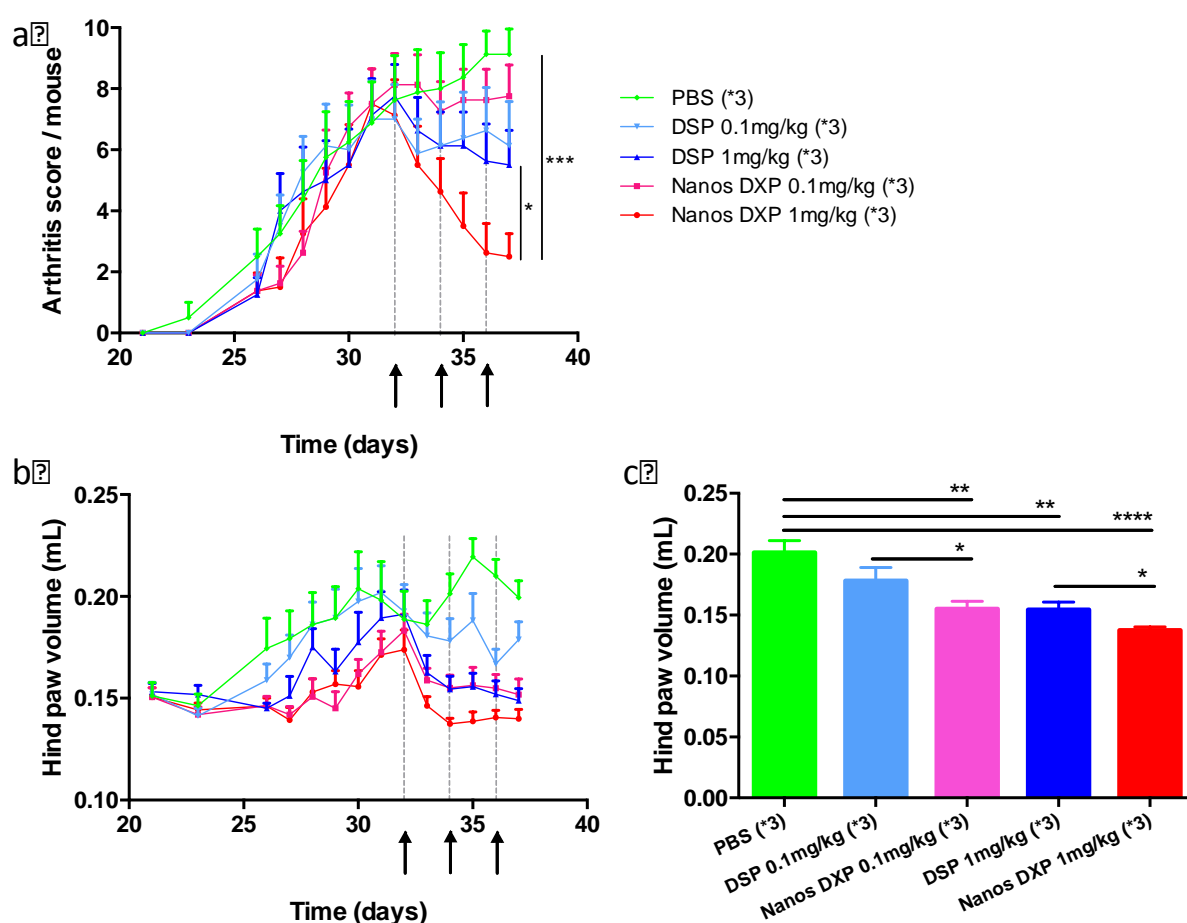 a
10
8
6
4
2
0
Arthritis score / mouse
20 25 30 35 40
Time (days)
*
***
PBS (*3)
DSP 0.1mg/kg (*3)
DSP 1mg/kg (*3)
Nanos DXP 0.1mg/kg (*3)
Nanos DXP 1mg/kg (*3)
b
0.25
0.20
0.15
0.10
Hind paw volume (mL)
20 25 30 35 40
Time (days)
c
0.25
0.20
0.15
0.10
0.05
0.00
Hind paw volume (mL)
**
**
****
*
*
PBS (*3)
DSP 0.1mg/kg (*3)
Nanos DXP 0.1mg/kg (*3)
DSP 1mg/kg (*3)
Nanos DXP 1mg/kg (*3)